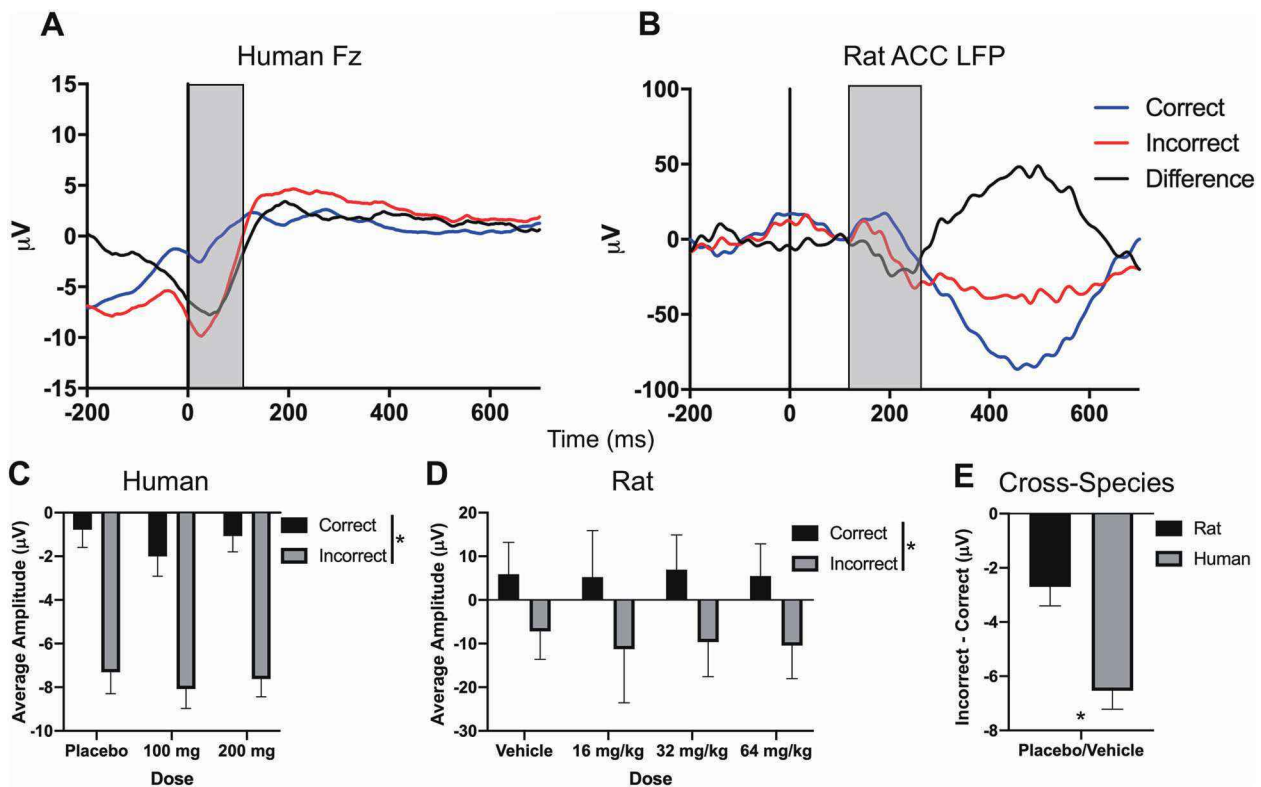 A
Human Fz
B
Rat ACC LFP
15
10
5
0
-5
-10
-15
μV
-200
0
200
400
600
100
50
0
-50
-100
μV
-200
0
200
400
600
Correct
Incorrect
Difference
Time (ms)
C
Human
0
-2
-4
-6
-8
-10
Average Amplitude (μV)
Placebo
100 mg
200 mg
Dose
Correct
Incorrect
*
D
Rat
20
10
0
-10
-20
-30
Average Amplitude (μV)
Vehicle
16 mg/kg
32 mg/kg
64 mg/kg
Dose
Correct
Incorrect
*
E
Cross-Species
0
-2
-4
-6
-8
Incorrect - Correct (μV)
*
Placebo/Vehicle
Rat
Human